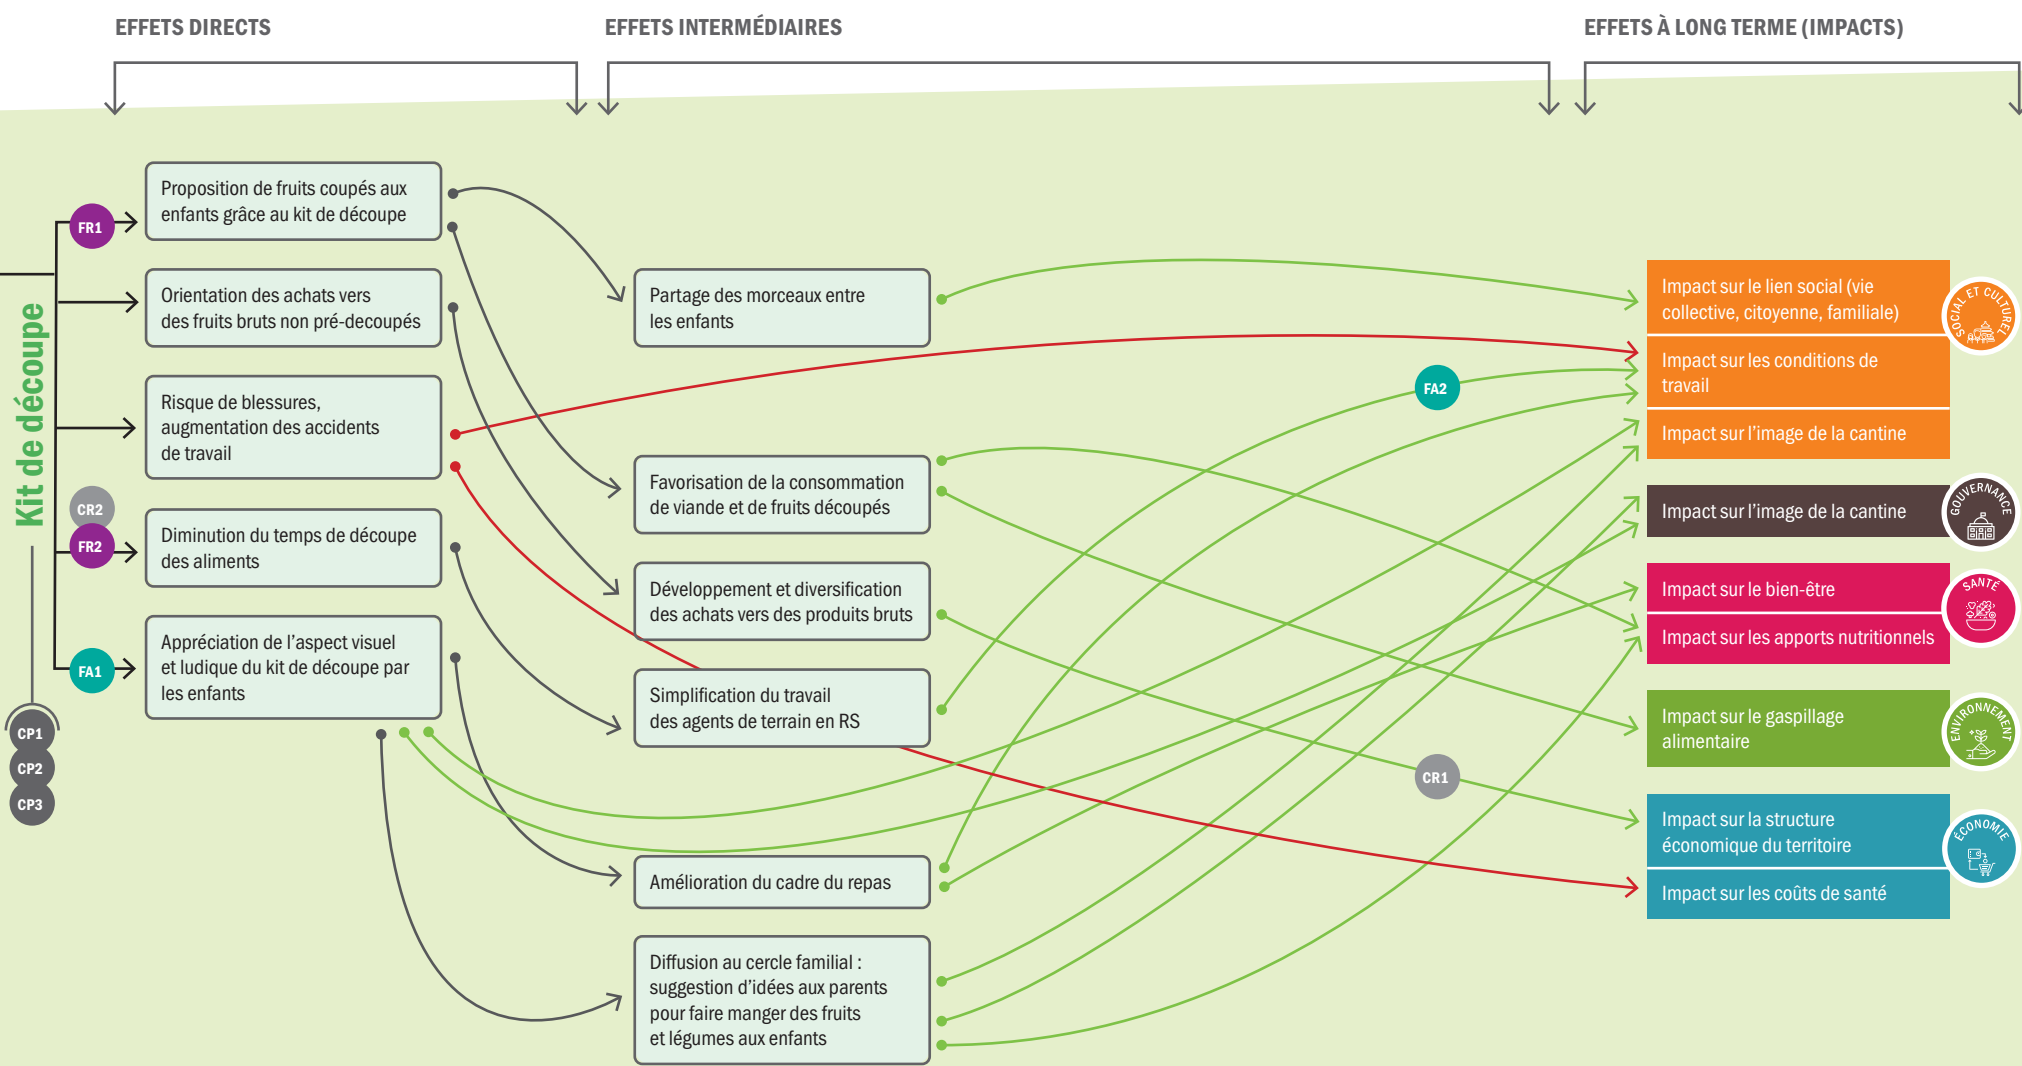 EFFETS DIRECTS
EFFETS INTERMÉDIAIRES
EFFETS À LONG TERME (IMPACTS)
Kit de découpe
CP1
CP2
CP3
FR1
CR2
FR2
FA1
Proposition de fruits coupés aux
enfants grâce au kit de découpe
Orientation des achats vers
des fruits bruts non pré-decoupés
Risque de blessures,
augmentation des accidents
de travail
Diminution du temps de découpe
des aliments
Appréciation de l'aspect visuel
et ludique du kit de découpe par
les enfants
Partage des morceaux entre
les enfants
Favorisation de la consommation
de viande et de fruits découpés
Développement et diversification
des achats vers des produits bruts
Simplification du travail
des agents de terrain en RS
Amélioration du cadre du repas
Diffusion au cercle familial :
suggestion d'idées aux parents
pour faire manger des fruits
et légumes aux enfants
FA2
CR1
Impact sur le lien social (vie
collective, citoyenne, familiale)
Impact sur les conditions de
travail
Impact sur l'image de la cantine
SOCIAL ET CULTUREL
Impact sur l'image de la cantine
GOUVERNANCE
Impact sur le bien-être
Impact sur les apports nutritionnels
SANTÉ
Impact sur le gaspillage
alimentaire
ENVIRONNEMENT
Impact sur la structure
économique du territoire
Impact sur les coûts de santé
ÉCONOMIE